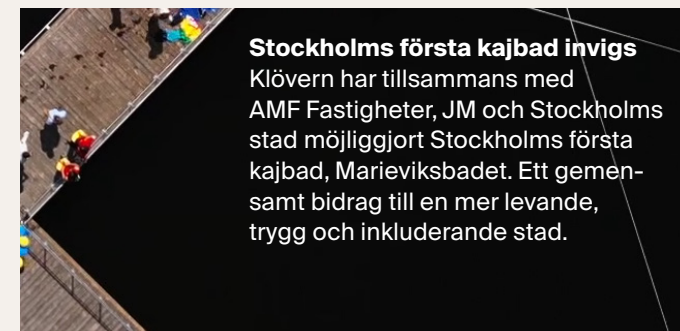 Stockholms första kajbad invigs
Klövern har tillsammans med
AMF Fastigheter, JM och Stockholms
stad möjliggjort Stockholms första
kajbad, Marieviksbadet. Ett gemen-
samt bidrag till en mer levande,
trygg och inkluderande stad.